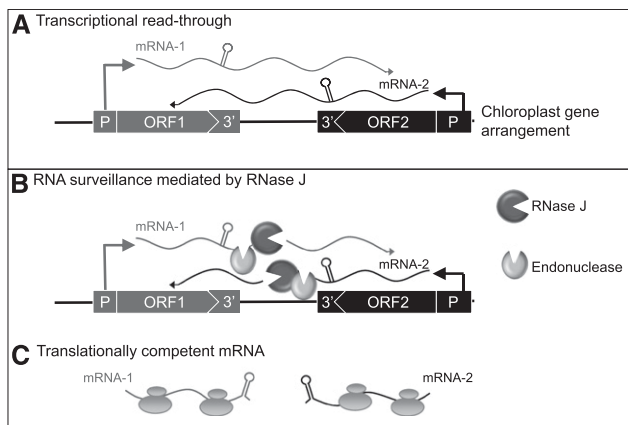 A Transcriptional read-through
mRNA-1
mRNA-2
P ORF1 3' 3' ORF2 P
Chloroplast gene
arrangement
B RNA surveillance mediated by RNase J
mRNA-1
RNase J
mRNA-2
Endonuclease
P ORF1 3' 3' ORF2 P
C Translationally competent mRNA
mRNA-1
mRNA-2